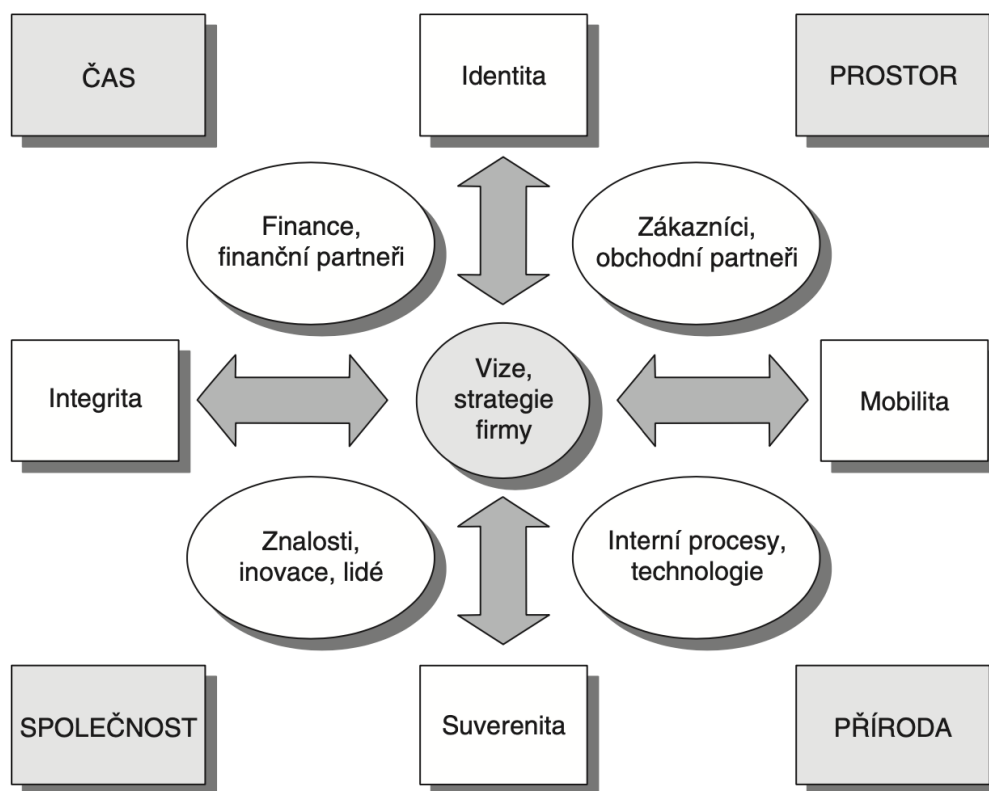 ČAS
Identita
PROSTOR
Finance,
finanční partneři
Zákazníci,
obchodní partneři
Integrita
Vize,
strategie
firmy
Mobilita
Znalosti,
inovace, lidé
Interní procesy,
technologie
SPOLEČNOST
Suverenita
PŘÍRODA